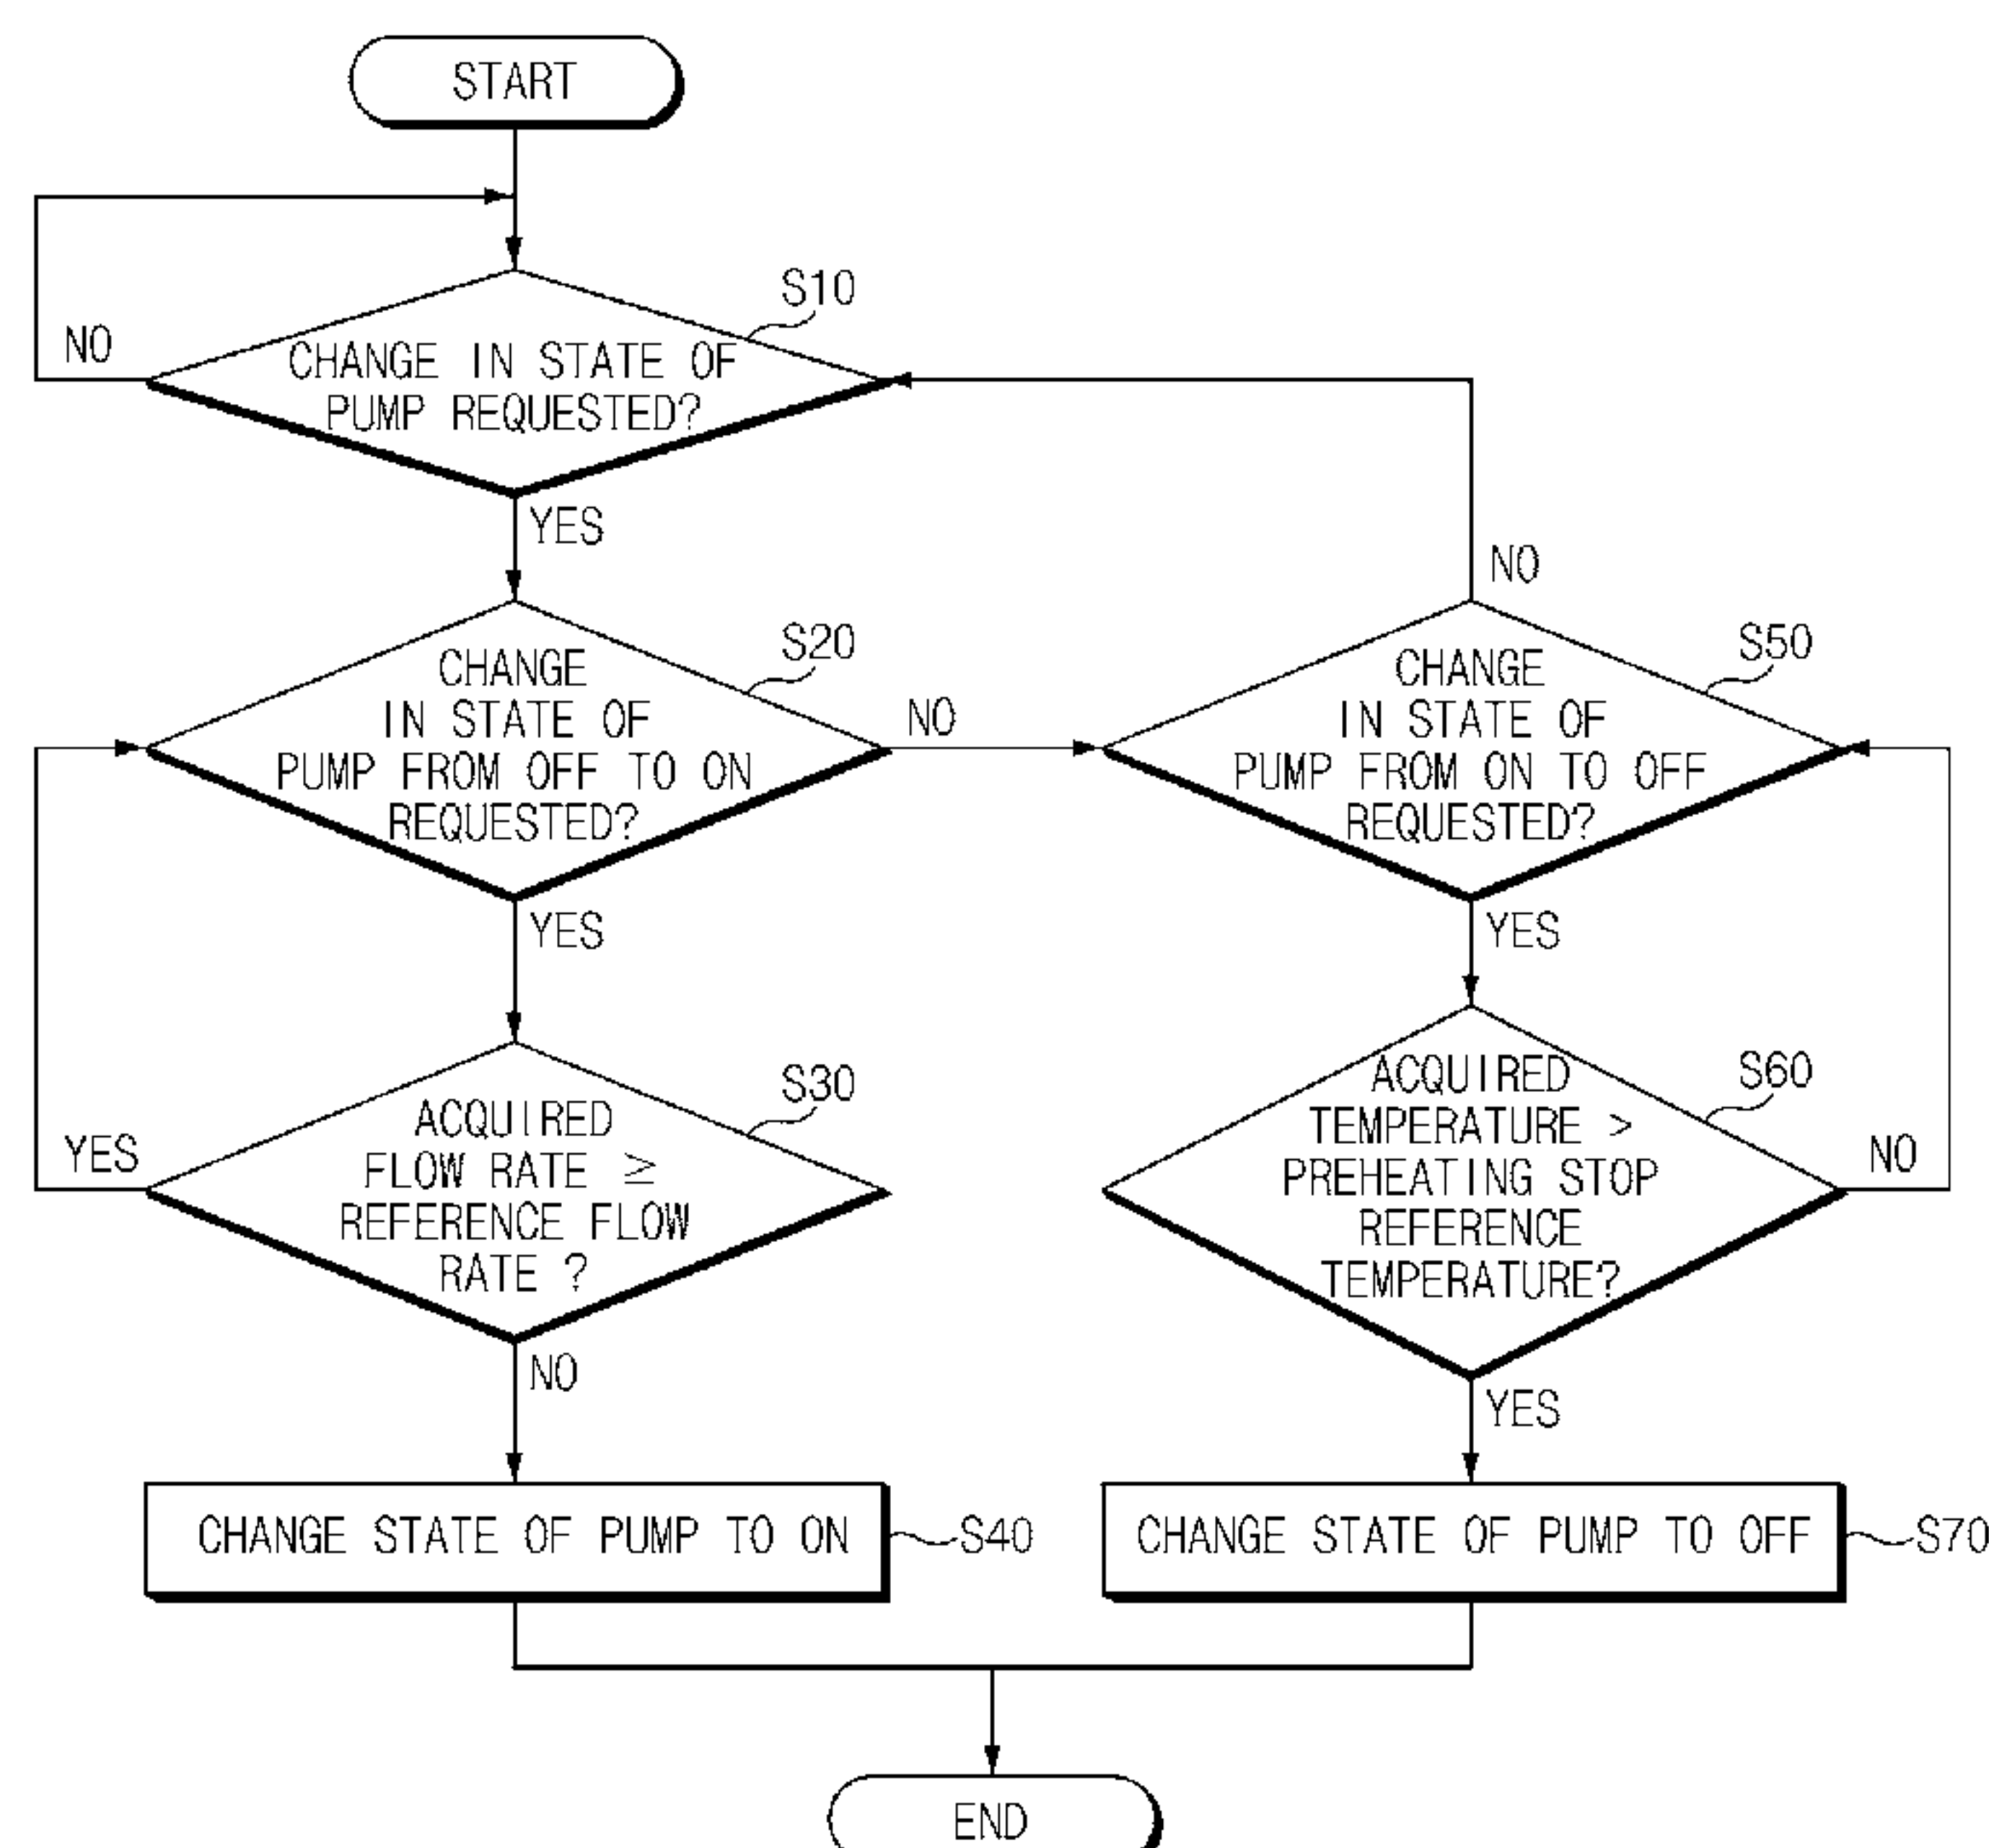 START
S10
NO
CHANGE IN STATE OF
PUMP REQUESTED?
YES
NO
S20
CHANGE
IN STATE OF
PUMP FROM OFF TO ON
REQUESTED?
NO
YES
S50
CHANGE
IN STATE OF
PUMP FROM ON TO OFF
REQUESTED?
YES
S30
YES
ACQUIRED
FLOW RATE ≥
REFERENCE FLOW
RATE ?
NO
S60
ACQUIRED
TEMPERATURE >
PREHEATING STOP
REFERENCE
TEMPERATURE?
NO
YES
CHANGE STATE OF PUMP TO ON
S40
CHANGE STATE OF PUMP TO OFF
S70
END